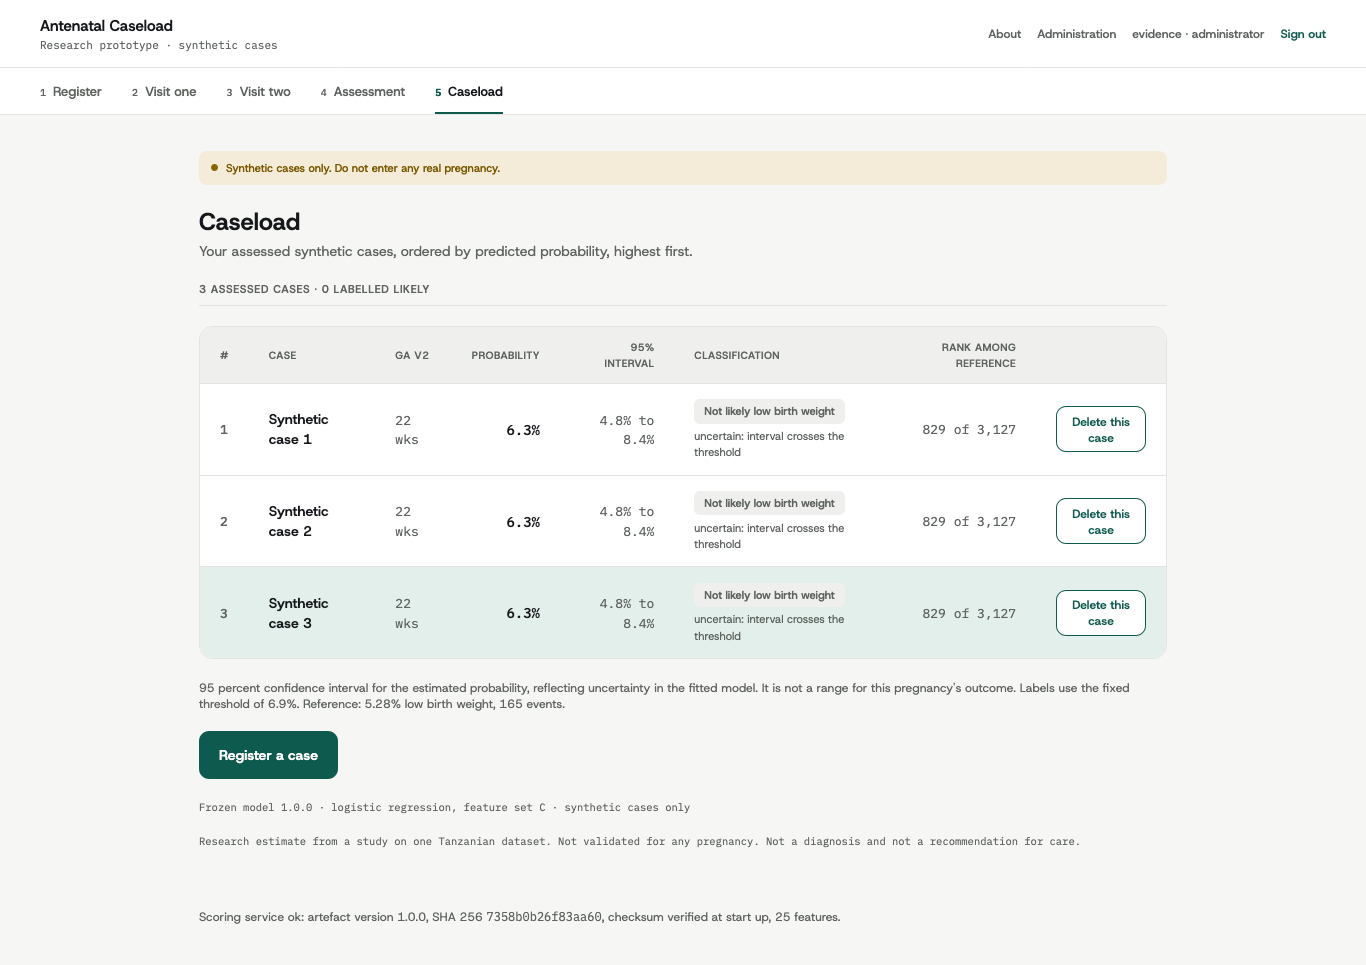 Antenatal Caseload
Research prototype · synthetic cases
About Administration evidence · administrator Sign out
1 Register 2 Visit one 3 Visit two 4 Assessment 5 Caseload
Synthetic cases only. Do not enter any real pregnancy.
Caseload
Your assessed synthetic cases, ordered by predicted probability, highest first.
3 ASSESSED CASES · 0 LABELLED LIKELY
# CASE GA V2 PROBABILITY 95% INTERVAL CLASSIFICATION RANK AMONG REFERENCE
1 Synthetic case 1 22 wks 6.3% 4.8% to 8.4% Not likely low birth weight uncertain: interval crosses the threshold 829 of 3,127 Delete this case
2 Synthetic case 2 22 wks 6.3% 4.8% to 8.4% Not likely low birth weight uncertain: interval crosses the threshold 829 of 3,127 Delete this case
3 Synthetic case 3 22 wks 6.3% 4.8% to 8.4% Not likely low birth weight uncertain: interval crosses the threshold 829 of 3,127 Delete this case
95 percent confidence interval for the estimated probability, reflecting uncertainty in the fitted model. It is not a range for this pregnancy's outcome. Labels use the fixed
threshold of 6.9%. Reference: 5.28% low birth weight, 165 events.
Register a case
Frozen model 1.0.0 · logistic regression, feature set C · synthetic cases only
Research estimate from a study on one Tanzanian dataset. Not validated for any pregnancy. Not a diagnosis and not a recommendation for care.
Scoring service ok: artefact version 1.0.0, SHA 256 7358b0b26f83aa60, checksum verified at start up, 25 features.